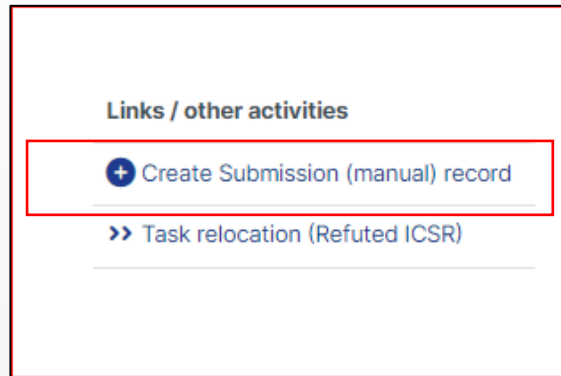 Links / other activities
Create Submission (manual) record
Task relocation (Refuted ICSR)